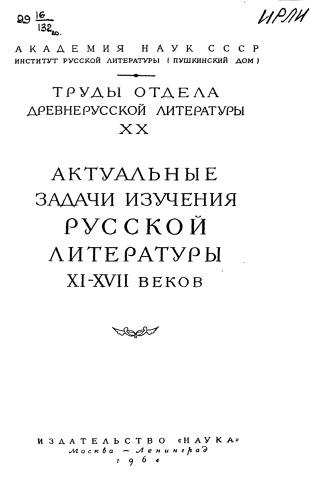 29 16
132
ИРЛИ
АКАДЕМИЯ НАУК СССР
ИНСТИТУТ РУССКОЙ ЛИТЕРАТУРЫ (ПУШКИНСКИЙ ДОМ)
ТРУДЫ ОТДЕЛА
ДРЕВНЕРУССКОЙ ЛИТЕРАТУРЫ
XX
АКТУАЛЬНЫЕ
ЗАДАЧИ ИЗУЧЕНИЯ
РУССКОЙ
ЛИТЕРАТУРЫ
XI-XVII ВЕКОВ
ИЗДАТЕЛЬСТВО «НАУКА»
Москва — Ленинград
1964